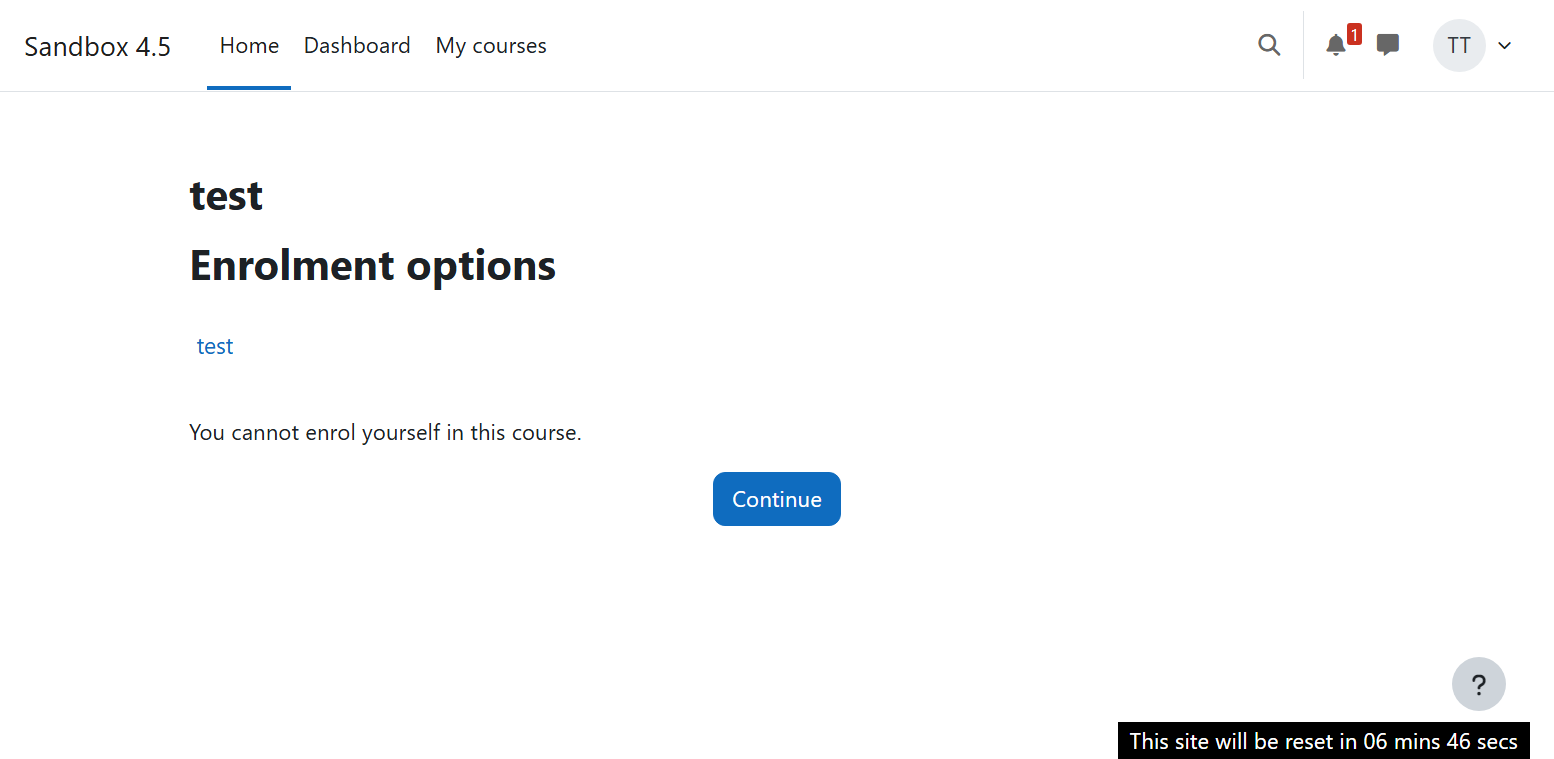 Sandbox 4.5 Home Dashboard My courses 1 TT
test
Enrolment options
test
You cannot enrol yourself in this course.
Continue
?
This site will be reset in 06 mins 46 secs